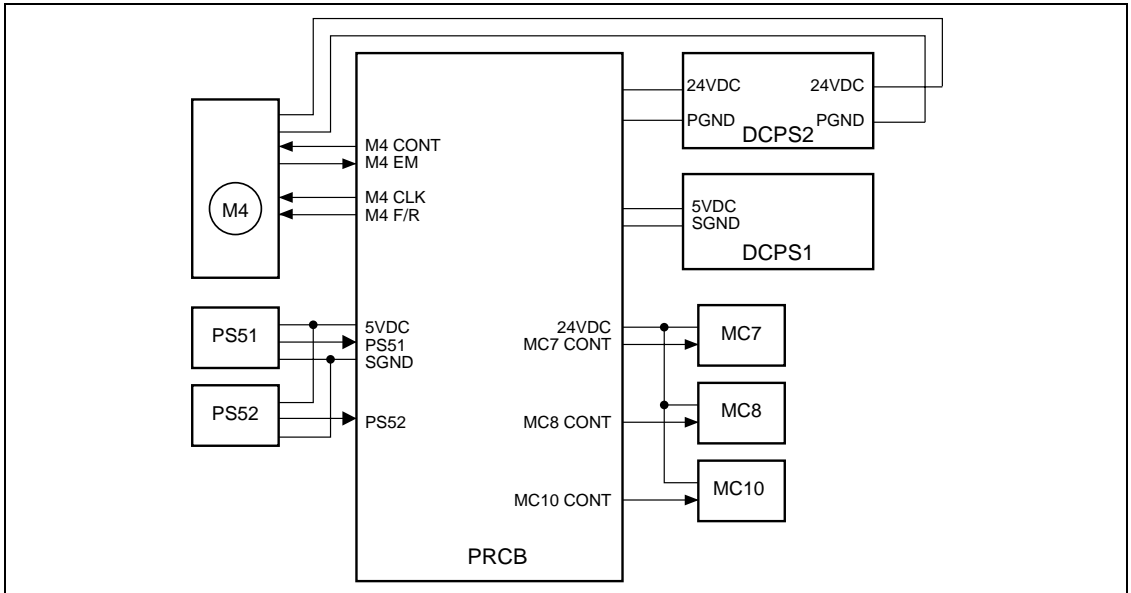 24VDC
24VDC
PGND
PGND
DCPS2
M4 CONT
M4 EM
M4 CLK
M4 F/R
M4
5VDC
SGND
DCPS1
PS51
5VDC
PS51
SGND
24VDC
MC7 CONT
MC7
PS52
PS52
MC8 CONT
MC8
MC10 CONT
MC10
PRCB